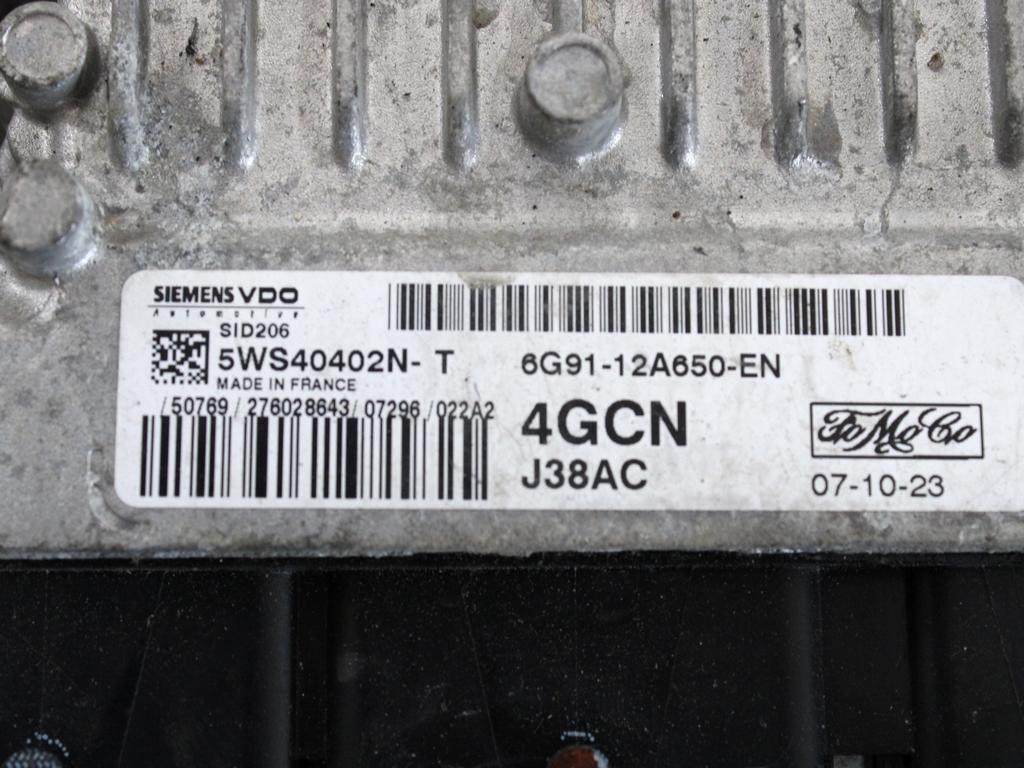 SIEMENS VDO
Automotive
SID206
5WS40402N- T
MADE IN FRANCE
/50769 /276028643/07296 /022A2
6G91-12A650-EN
4GCN
J38AC
FoMoCo
07-10-23